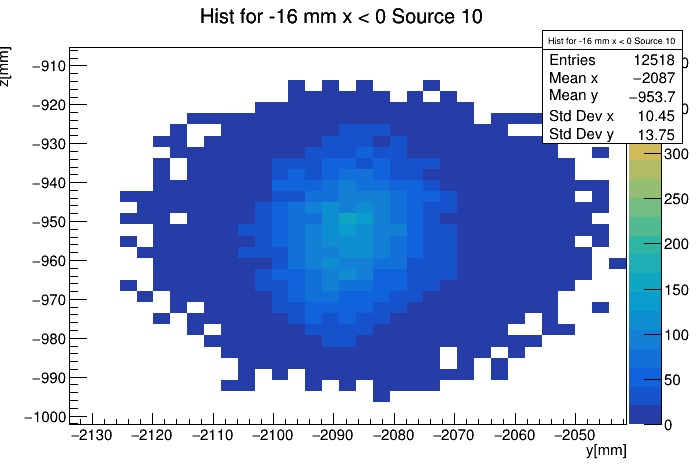 Hist for -16 mm x < 0 Source 10
z[mm]
Hist for -16 mm x < 0 Source 10
Entries 12518
Mean x −2087
Mean y −953.7
Std Dev x 10.45
Std Dev y 13.75
−910
−920
−930
−940
−950
−960
−970
−980
−990
−1000
300
250
200
150
100
50
0
−2130 −2120 −2110 −2100 −2090 −2080 −2070 −2060 −2050
y[mm]